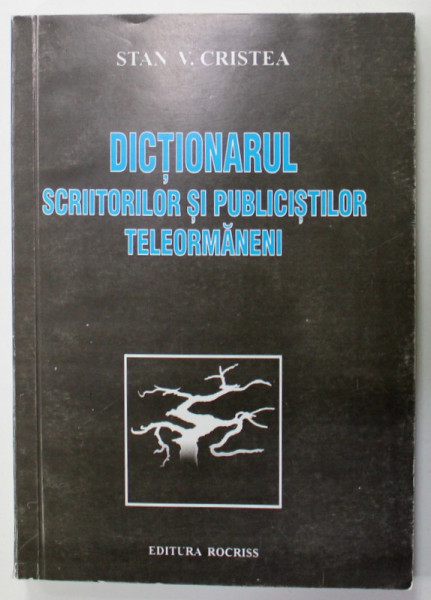 STAN V. CRISTEA
DICȚIONARUL
SCRIITORILOR ȘI PUBLICIȘTILOR
TELEORMĂNENI
EDITURA ROCRISS